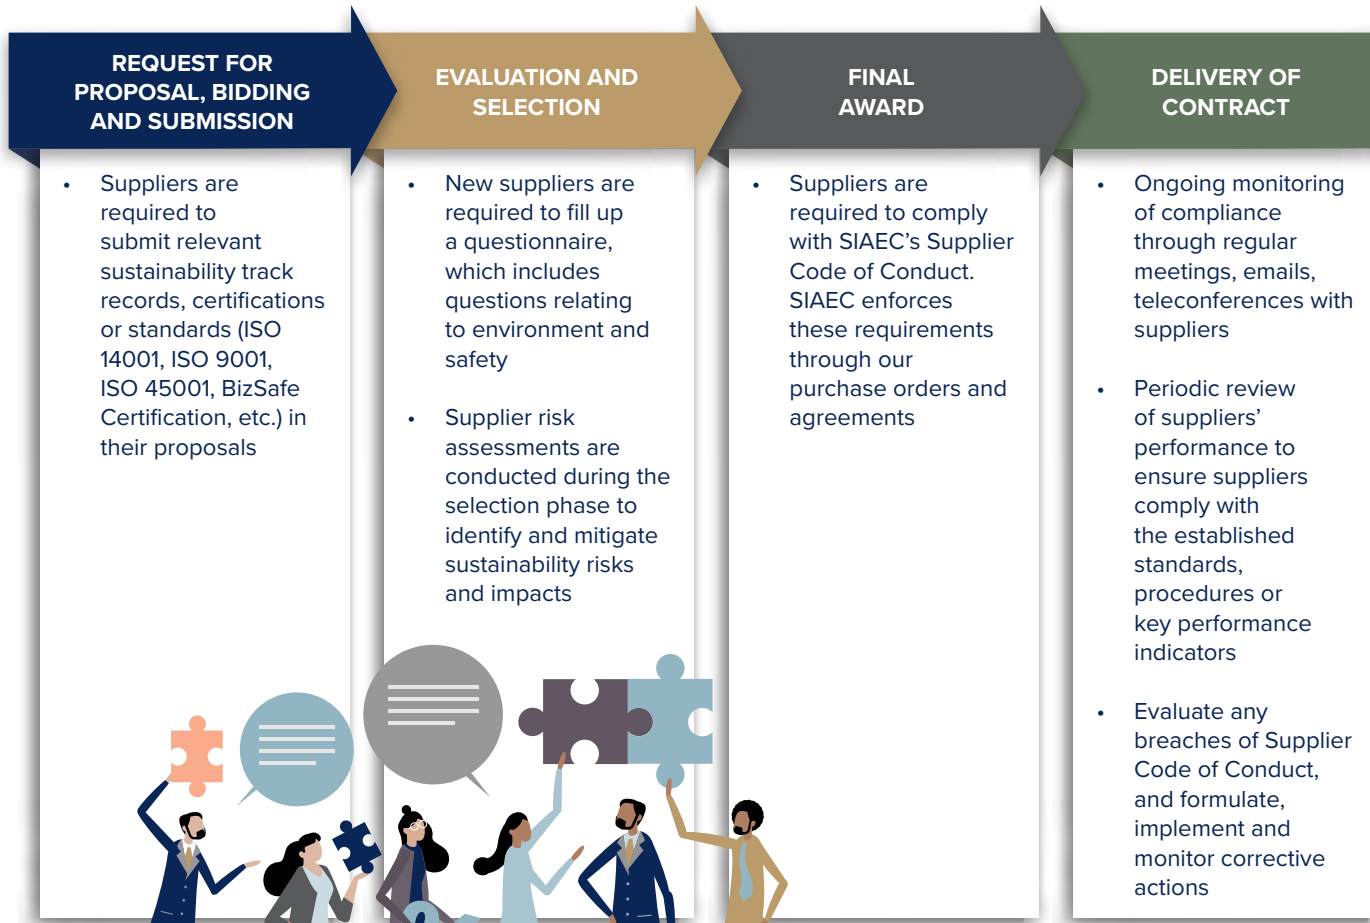 REQUEST FOR
PROPOSAL, BIDDING
AND SUBMISSION
• Suppliers are
required to
submit relevant
sustainability track
records, certifications
or standards (ISO
14001, ISO 9001,
ISO 45001, BizSafe
Certification, etc.) in
their proposals
EVALUATION AND
SELECTION
• New suppliers are
required to fill up
a questionnaire,
which includes
questions relating
to environment and
safety
• Supplier risk
assessments are
conducted during the
selection phase to
identify and mitigate
sustainability risks
and impacts
FINAL
AWARD
• Suppliers are
required to comply
with SIAEC’s Supplier
Code of Conduct.
SIAEC enforces
these requirements
through our
purchase orders and
agreements
DELIVERY OF
CONTRACT
• Ongoing monitoring
of compliance
through regular
meetings, emails,
teleconferences with
suppliers
• Periodic review
of suppliers’
performance to
ensure suppliers
comply with
the established
standards,
procedures or
key performance
indicators
• Evaluate any
breaches of Supplier
Code of Conduct,
and formulate,
implement and
monitor corrective
actions